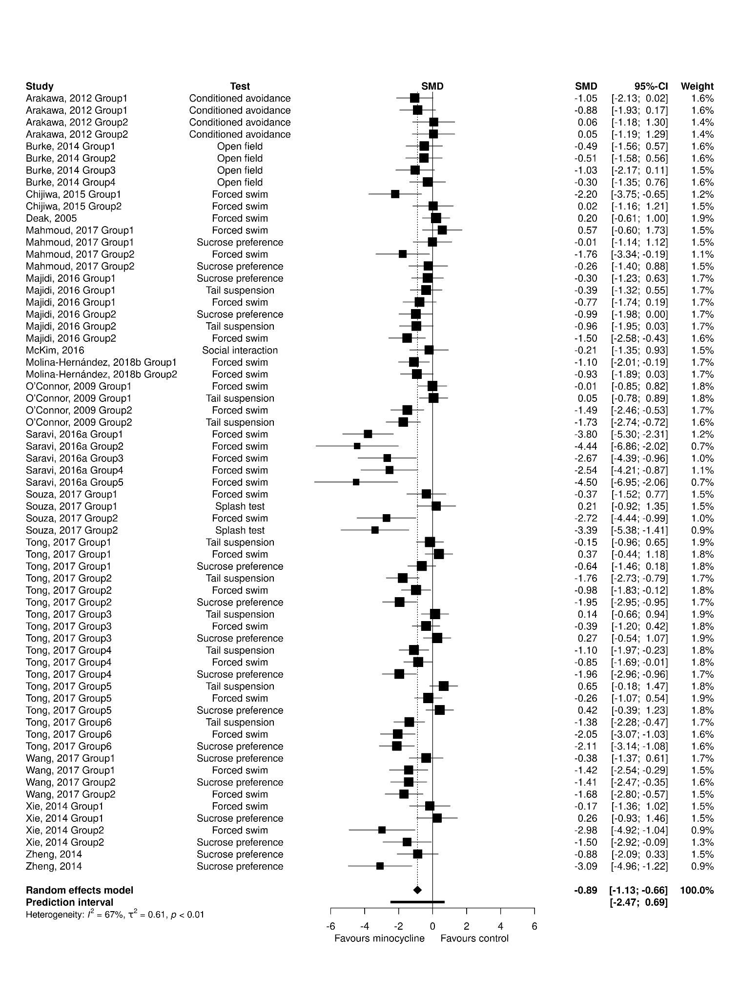 Study Test SMD SMD 95%-CI Weight
Arakawa, 2012 Group1 Conditioned avoidance -1.05 [-2.13; 0.02] 1.6%
Arakawa, 2012 Group1 Conditioned avoidance -0.88 [-1.93; 0.17] 1.6%
Arakawa, 2012 Group2 Conditioned avoidance 0.06 [-1.18; 1.30] 1.4%
Arakawa, 2012 Group2 Conditioned avoidance 0.05 [-1.19; 1.29] 1.4%
Burke, 2014 Group1 Open field -0.49 [-1.56; 0.57] 1.6%
Burke, 2014 Group2 Open field -0.51 [-1.58; 0.56] 1.6%
Burke, 2014 Group3 Open field -1.03 [-2.17; 0.11] 1.5%
Burke, 2014 Group4 Open field -0.30 [-1.35; 0.76] 1.6%
Chijiwa, 2015 Group1 Forced swim -2.20 [-3.75; -0.65] 1.2%
Chijiwa, 2015 Group2 Forced swim 0.02 [-1.16; 1.21] 1.5%
Deak, 2005 Forced swim 0.20 [-0.61; 1.00] 1.9%
Mahmoud, 2017 Group1 Forced swim 0.57 [-0.60; 1.73] 1.5%
Mahmoud, 2017 Group1 Sucrose preference -0.01 [-1.14; 1.12] 1.5%
Mahmoud, 2017 Group2 Forced swim -1.76 [-3.34; -0.19] 1.1%
Mahmoud, 2017 Group2 Sucrose preference -0.26 [-1.40; 0.88] 1.5%
Majidi, 2016 Group1 Sucrose preference -0.30 [-1.23; 0.63] 1.7%
Majidi, 2016 Group1 Tail suspension -0.39 [-1.32; 0.55] 1.7%
Majidi, 2016 Group1 Forced swim -0.77 [-1.74; 0.19] 1.7%
Majidi, 2016 Group2 Sucrose preference -0.99 [-1.98; 0.00] 1.7%
Majidi, 2016 Group2 Tail suspension -0.96 [-1.95; 0.03] 1.7%
Majidi, 2016 Group2 Forced swim -1.50 [-2.58; -0.43] 1.6%
McKim, 2016 Social interaction -0.21 [-1.35; 0.93] 1.5%
Molina-Hernández, 2018b Group1 Forced swim -1.10 [-2.01; -0.19] 1.7%
Molina-Hernández, 2018b Group2 Forced swim -0.93 [-1.89; 0.03] 1.7%
O'Connor, 2009 Group1 Forced swim -0.01 [-0.85; 0.82] 1.8%
O'Connor, 2009 Group1 Tail suspension 0.05 [-0.78; 0.89] 1.8%
O'Connor, 2009 Group2 Forced swim -1.49 [-2.46; -0.53] 1.7%
O'Connor, 2009 Group2 Tail suspension -1.73 [-2.74; -0.72] 1.6%
Saravi, 2016a Group1 Forced swim -3.80 [-5.30; -2.31] 1.2%
Saravi, 2016a Group2 Forced swim -4.44 [-6.86; -2.02] 0.7%
Saravi, 2016a Group3 Forced swim -2.67 [-4.39; -0.96] 1.0%
Saravi, 2016a Group4 Forced swim -2.54 [-4.21; -0.87] 1.1%
Saravi, 2016a Group5 Forced swim -4.50 [-6.95; -2.06] 0.7%
Souza, 2017 Group1 Forced swim -0.37 [-1.52; 0.77] 1.5%
Souza, 2017 Group1 Splash test 0.21 [-0.92; 1.35] 1.5%
Souza, 2017 Group2 Forced swim -2.72 [-4.44; -0.99] 1.0%
Souza, 2017 Group2 Splash test -3.39 [-5.38; -1.41] 0.9%
Tong, 2017 Group1 Tail suspension -0.15 [-0.96; 0.65] 1.9%
Tong, 2017 Group1 Forced swim 0.37 [-0.44; 1.18] 1.8%
Tong, 2017 Group1 Sucrose preference -0.64 [-1.46; 0.18] 1.8%
Tong, 2017 Group2 Tail suspension -1.76 [-2.73; -0.79] 1.7%
Tong, 2017 Group2 Forced swim -0.98 [-1.83; -0.12] 1.8%
Tong, 2017 Group2 Sucrose preference -1.95 [-2.95; -0.95] 1.7%
Tong, 2017 Group3 Tail suspension 0.14 [-0.66; 0.94] 1.9%
Tong, 2017 Group3 Forced swim -0.39 [-1.20; 0.42] 1.8%
Tong, 2017 Group3 Sucrose preference 0.27 [-0.54; 1.07] 1.9%
Tong, 2017 Group4 Tail suspension -1.10 [-1.97; -0.23] 1.8%
Tong, 2017 Group4 Forced swim -0.85 [-1.69; -0.01] 1.8%
Tong, 2017 Group4 Sucrose preference -1.96 [-2.96; -0.96] 1.7%
Tong, 2017 Group5 Tail suspension 0.65 [-0.18; 1.47] 1.8%
Tong, 2017 Group5 Forced swim -0.26 [-1.07; 0.54] 1.9%
Tong, 2017 Group5 Sucrose preference 0.42 [-0.39; 1.23] 1.8%
Tong, 2017 Group6 Tail suspension -1.38 [-2.28; -0.47] 1.7%
Tong, 2017 Group6 Forced swim -2.05 [-3.07; -1.03] 1.6%
Tong, 2017 Group6 Sucrose preference -2.11 [-3.14; -1.08] 1.6%
Wang, 2017 Group1 Sucrose preference -0.38 [-1.37; 0.61] 1.7%
Wang, 2017 Group1 Forced swim -1.42 [-2.54; -0.29] 1.5%
Wang, 2017 Group2 Sucrose preference -1.41 [-2.47; -0.35] 1.6%
Wang, 2017 Group2 Forced swim -1.68 [-2.80; -0.57] 1.5%
Xie, 2014 Group1 Forced swim -0.17 [-1.36; 1.02] 1.5%
Xie, 2014 Group1 Sucrose preference 0.26 [-0.93; 1.46] 1.5%
Xie, 2014 Group2 Forced swim -2.98 [-4.92; -1.04] 0.9%
Xie, 2014 Group2 Sucrose preference -1.50 [-2.92; -0.09] 1.3%
Zheng, 2014 Sucrose preference -0.88 [-2.09; 0.33] 1.5%
Zheng, 2014 Sucrose preference -3.09 [-4.96; -1.22] 0.9%
Random effects model -0.89 [-1.13; -0.66] 100.0%
Prediction interval [-2.47; 0.69]
Heterogeneity: I² = 67%, τ² = 0.61, p < 0.01
-6 -4 -2 0 2 4 6
Favours minocycline Favours control